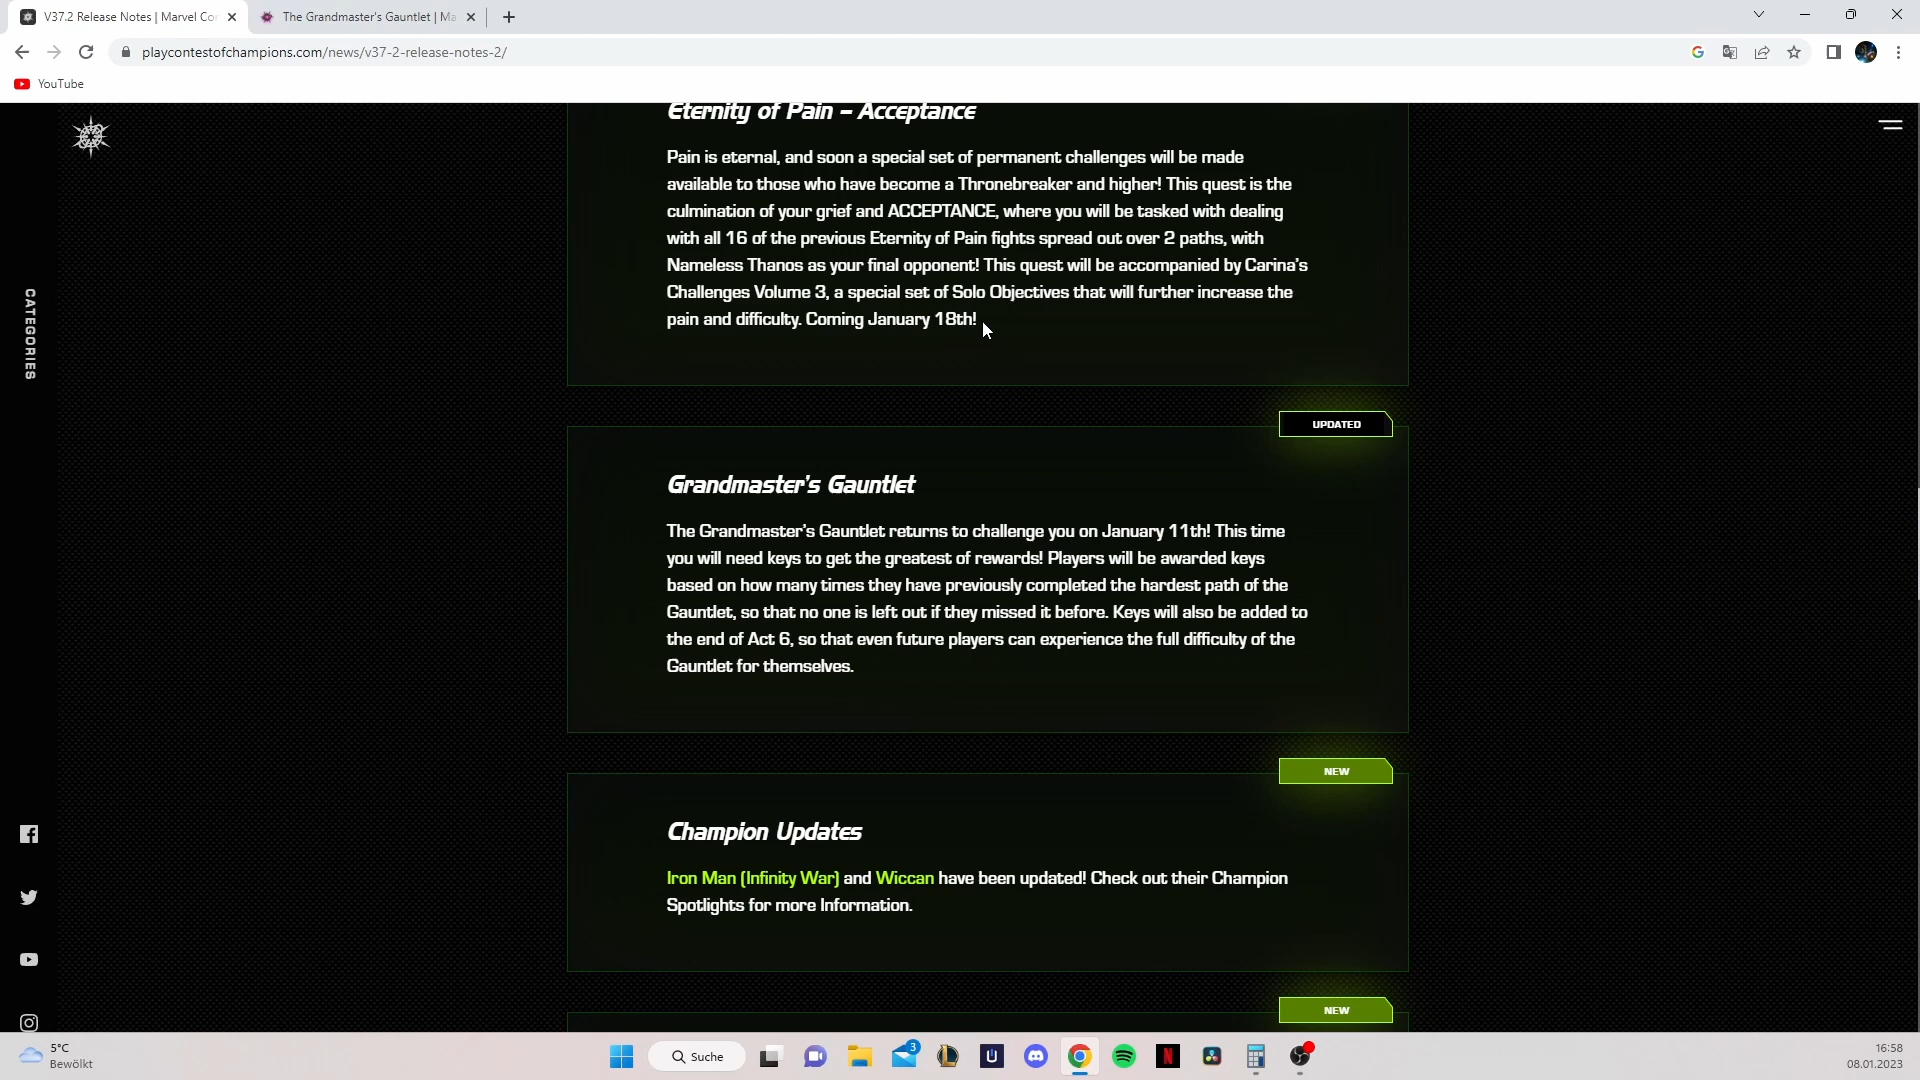 V37.2 Release Notes | Marvel Co
The Grandmaster's Gauntlet | Ma
playcontestofchampions.com/news/v37-2-release-notes-2/
YouTube
CATEGORIES
Eternity of Pain – Acceptance
Pain is eternal, and soon a special set of permanent challenges will be made
available to those who have become a Thronebreaker and higher! This quest is the
culmination of your grief and ACCEPTANCE, where you will be tasked with dealing
with all 16 of the previous Eternity of Pain fights spread out over 2 paths, with
Nameless Thanos as your final opponent! This quest will be accompanied by Carina's
Challenges Volume 3, a special set of Solo Objectives that will further increase the
pain and difficulty. Coming January 18th!
UPDATED
Grandmaster's Gauntlet
The Grandmaster's Gauntlet returns to challenge you on January 11th! This time
you will need keys to get the greatest of rewards! Players will be awarded keys
based on how many times they have previously completed the hardest path of the
Gauntlet, so that no one is left out if they missed it before. Keys will also be added to
the end of Act 6, so that even future players can experience the full difficulty of the
Gauntlet for themselves.
NEW
Champion Updates
Iron Man (Infinity War) and Wiccan have been updated! Check out their Champion
Spotlights for more Information.
NEW
5°C
Bewölkt
Suche
3
16:58
08.01.2023